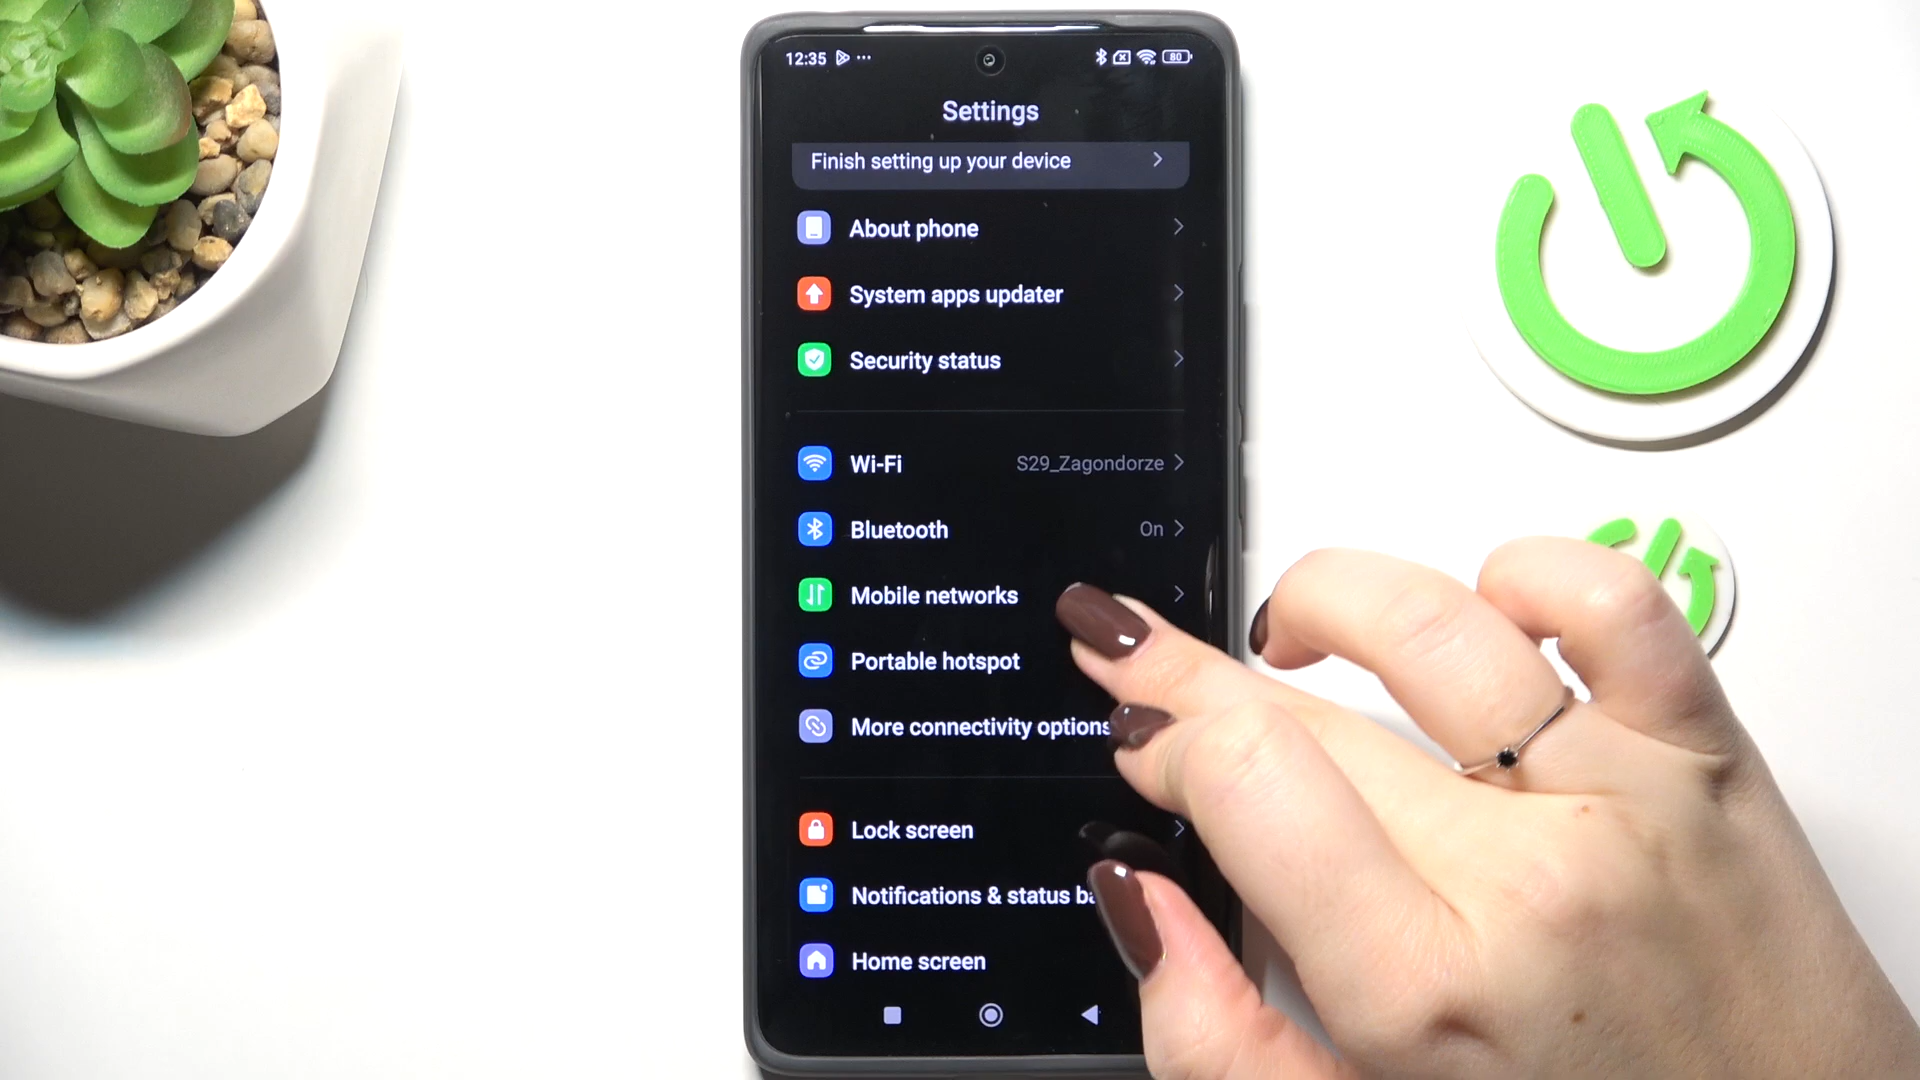 12:35
80
Settings
Finish setting up your device
About phone
System apps updater
Security status
Wi-Fi S29_Zagondorze
Bluetooth On
Mobile networks
Portable hotspot
More connectivity options
Lock screen
Notifications & status ba
Home screen